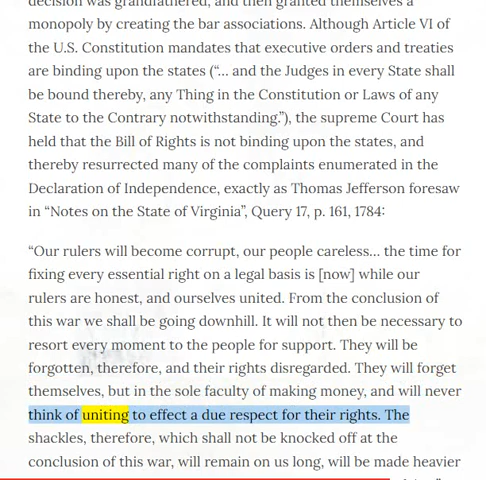 decision was grandfathered, and then granted themselves a
monopoly by creating the bar associations. Although Article VI of
the U.S. Constitution mandates that executive orders and treaties
are binding upon the states (“… and the Judges in every State shall
be bound thereby, any Thing in the Constitution or Laws of any
State to the Contrary notwithstanding.”), the supreme Court has
held that the Bill of Rights is not binding upon the states, and
thereby resurrected many of the complaints enumerated in the
Declaration of Independence, exactly as Thomas Jefferson foresaw
in “Notes on the State of Virginia”, Query 17, p. 161, 1784:
“Our rulers will become corrupt, our people careless… the time for
fixing every essential right on a legal basis is [now] while our
rulers are honest, and ourselves united. From the conclusion of
this war we shall be going downhill. It will not then be necessary to
resort every moment to the people for support. They will be
forgotten, therefore, and their rights disregarded. They will forget
themselves, but in the sole faculty of making money, and will never
think of uniting to effect a due respect for their rights. The
shackles, therefore, which shall not be knocked off at the
conclusion of this war, will remain on us long, will be made heavier